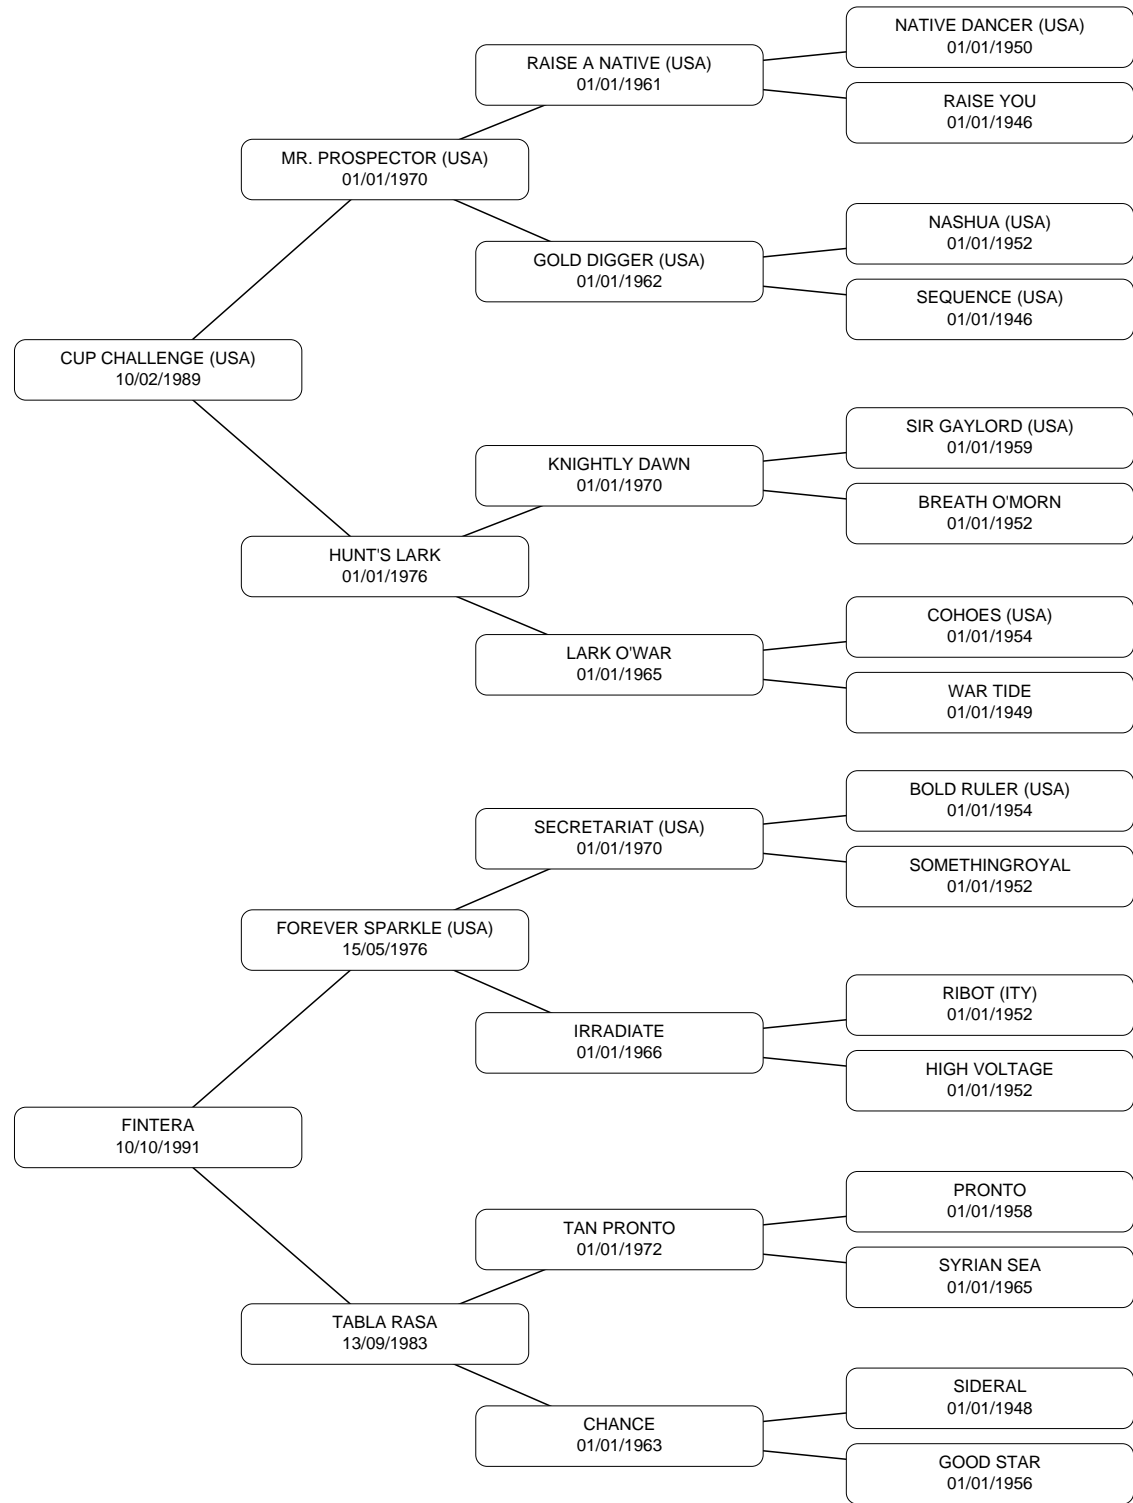 NATIVE DANCER (USA)
01/01/1950
RAISE A NATIVE (USA)
01/01/1961
RAISE YOU
01/01/1946
MR. PROSPECTOR (USA)
01/01/1970
NASHUA (USA)
01/01/1952
GOLD DIGGER (USA)
01/01/1962
SEQUENCE (USA)
01/01/1946
CUP CHALLENGE (USA)
10/02/1989
SIR GAYLORD (USA)
01/01/1959
KNIGHTLY DAWN
01/01/1970
BREATH O'MORN
01/01/1952
HUNT'S LARK
01/01/1976
COHOES (USA)
01/01/1954
LARK O'WAR
01/01/1965
WAR TIDE
01/01/1949
BOLD RULER (USA)
01/01/1954
SECRETARIAT (USA)
01/01/1970
SOMETHINGROYAL
01/01/1952
FOREVER SPARKLE (USA)
15/05/1976
RIBOT (ITY)
01/01/1952
IRRADIATE
01/01/1966
HIGH VOLTAGE
01/01/1952
FINTERA
10/10/1991
PRONTO
01/01/1958
TAN PRONTO
01/01/1972
SYRIAN SEA
01/01/1965
TABLA RASA
13/09/1983
SIDERAL
01/01/1948
CHANCE
01/01/1963
GOOD STAR
01/01/1956